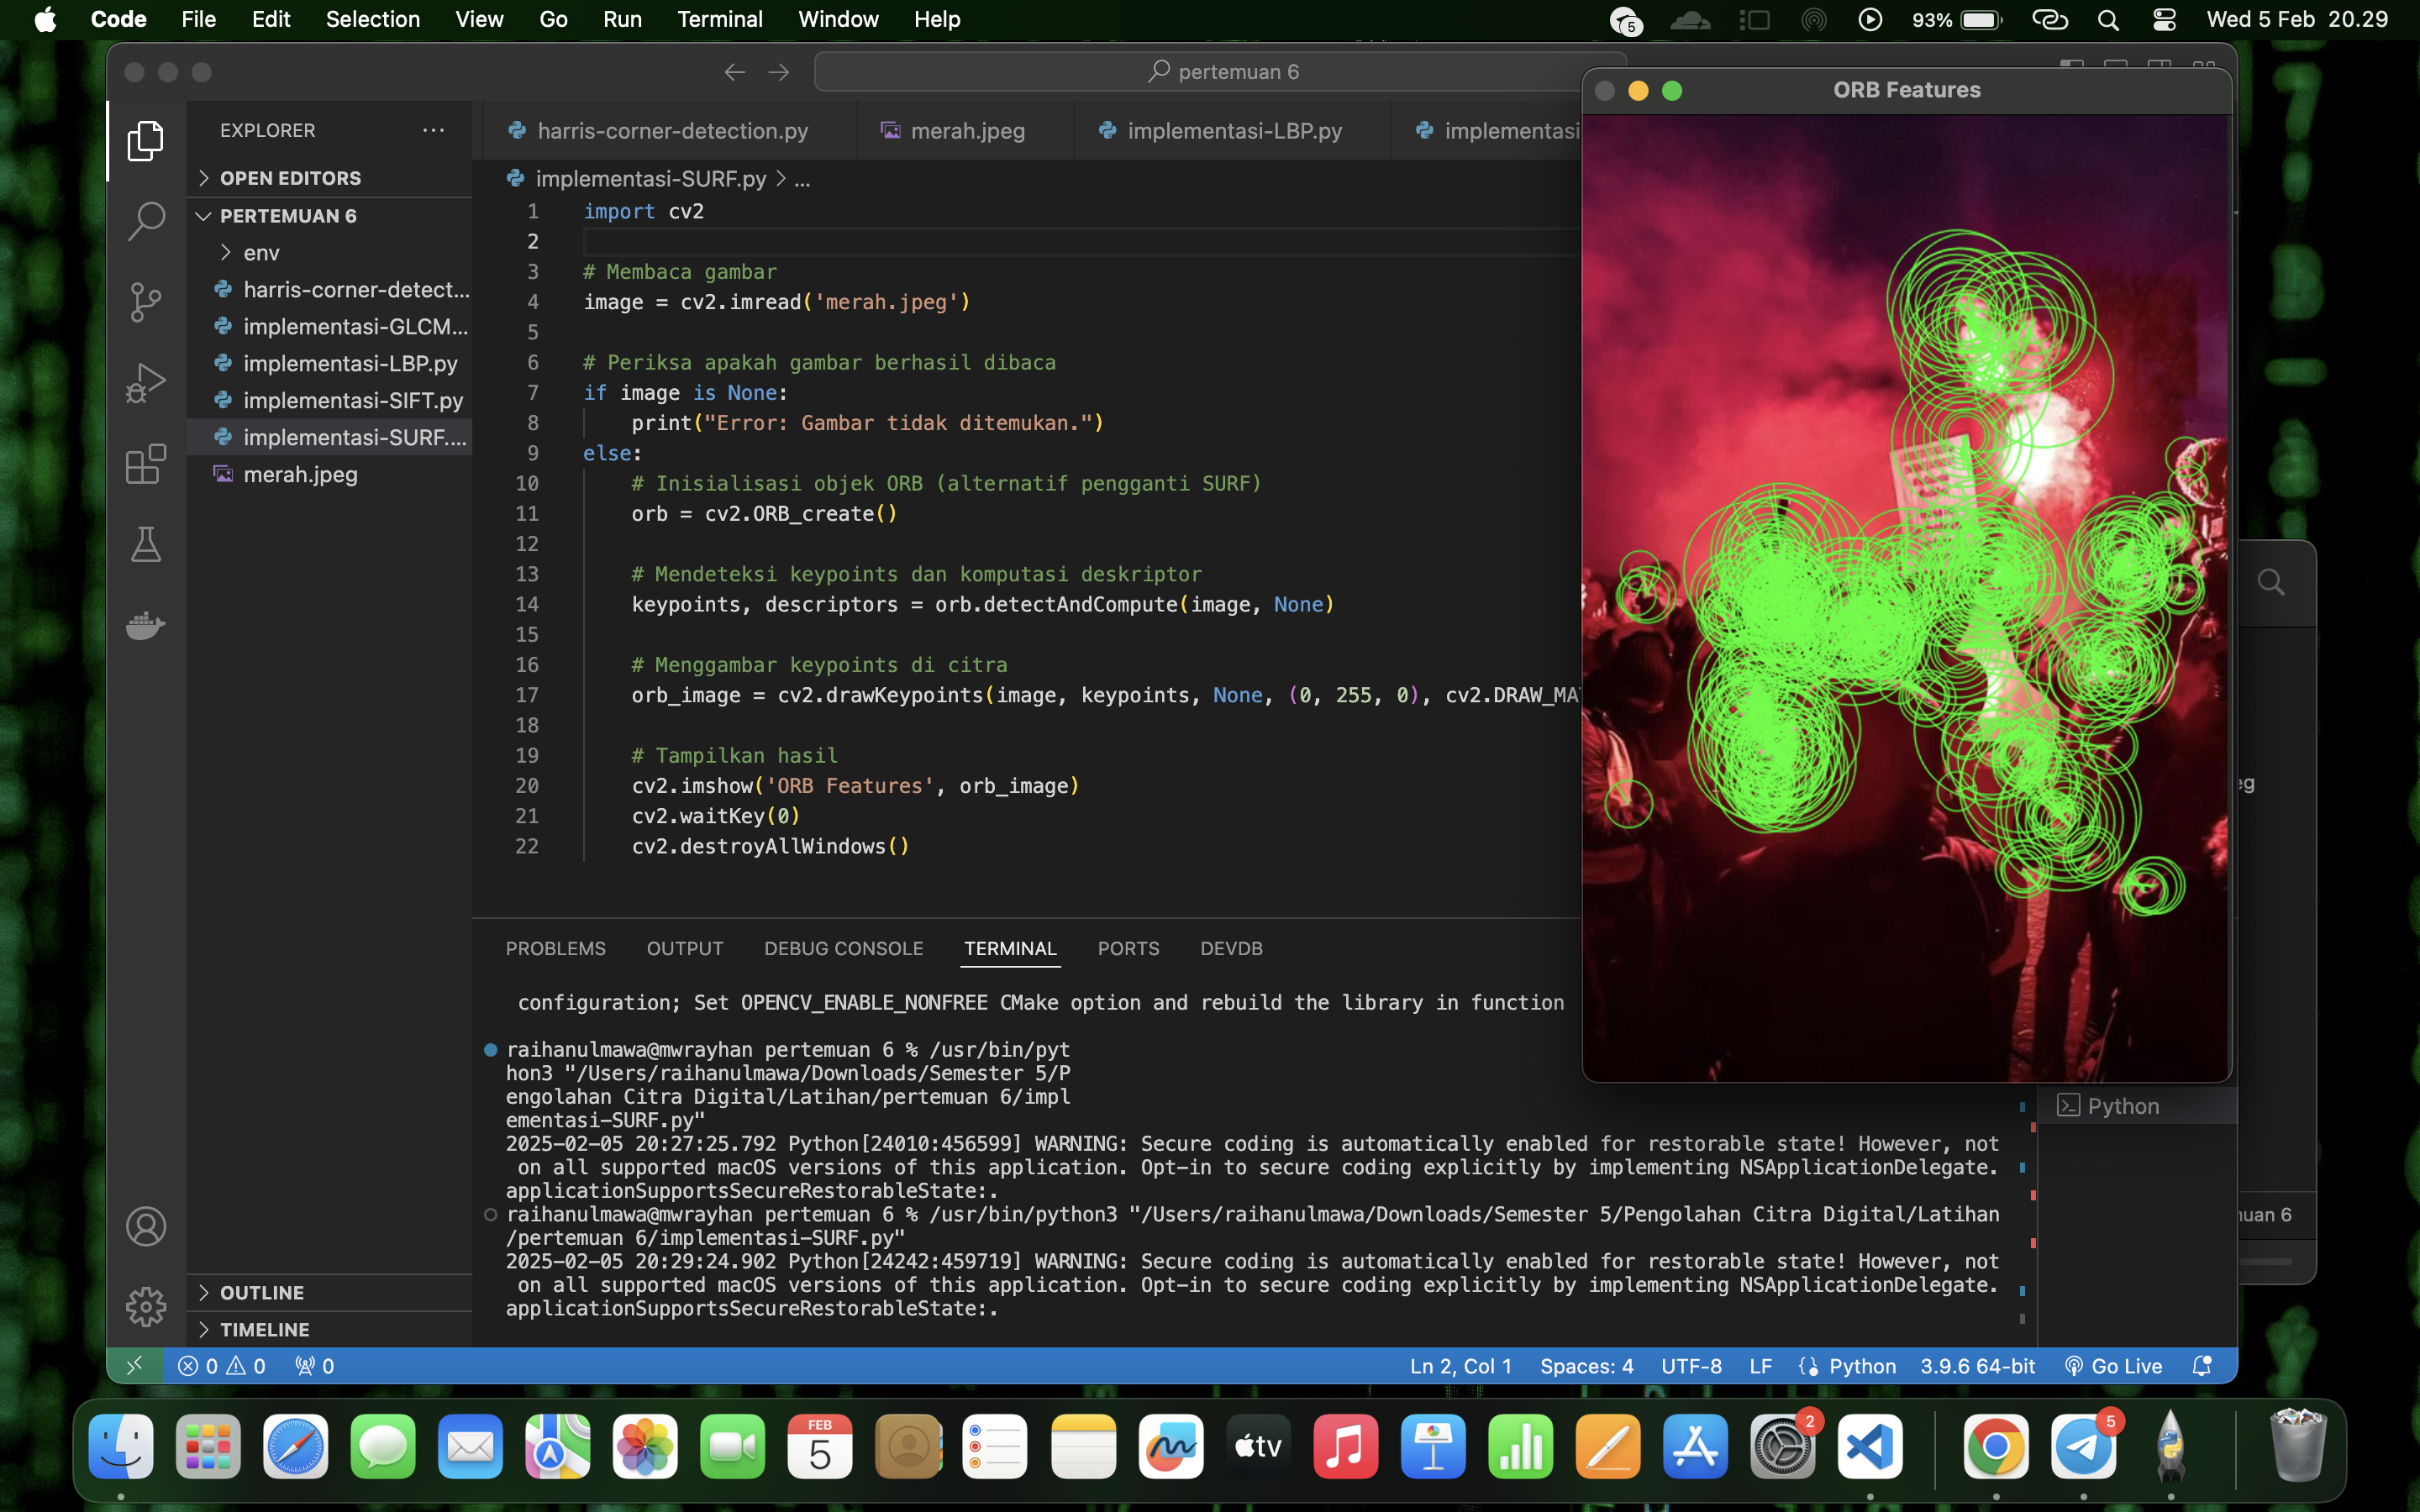 Code File Edit Selection View Go Run Terminal Window Help 5 93% Wed 5 Feb 20.29
pertemuan 6
ORB Features
EXPLORER
OPEN EDITORS
PERTEMUAN 6
env
harris-corner-detect...
implementasi-GLCM...
implementasi-LBP.py
implementasi-SIFT.py
implementasi-SURF....
merah.jpeg
OUTLINE
TIMELINE
harris-corner-detection.py merah.jpeg implementasi-LBP.py implementasi
implementasi-SURF.py > ...
1 import cv2
2
3 # Membaca gambar
4 image = cv2.imread('merah.jpeg')
5
6 # Periksa apakah gambar berhasil dibaca
7 if image is None:
8 print("Error: Gambar tidak ditemukan.")
9 else:
10 # Inisialisasi objek ORB (alternatif pengganti SURF)
11 orb = cv2.ORB_create()
12
13 # Mendeteksi keypoints dan komputasi deskriptor
14 keypoints, descriptors = orb.detectAndCompute(image, None)
15
16 # Menggambar keypoints di citra
17 orb_image = cv2.drawKeypoints(image, keypoints, None, (0, 255, 0), cv2.DRAW_MA
18
19 # Tampilkan hasil
20 cv2.imshow('ORB Features', orb_image)
21 cv2.waitKey(0)
22 cv2.destroyAllWindows()
PROBLEMS OUTPUT DEBUG CONSOLE TERMINAL PORTS DEVDB
configuration; Set OPENCV_ENABLE_NONFREE CMake option and rebuild the library in function
raihanulmawa@mwrayhan pertemuan 6 % /usr/bin/pyt
hon3 "/Users/raihanulmawa/Downloads/Semester 5/P
engolahan Citra Digital/Latihan/pertemuan 6/impl
ementasi-SURF.py"
2025-02-05 20:27:25.792 Python[24010:456599] WARNING: Secure coding is automatically enabled for restorable state! However, not
on all supported macOS versions of this application. Opt-in to secure coding explicitly by implementing NSApplicationDelegate.
applicationSupportsSecureRestorableState:.
raihanulmawa@mwrayhan pertemuan 6 % /usr/bin/python3 "/Users/raihanulmawa/Downloads/Semester 5/Pengolahan Citra Digital/Latihan
/pertemuan 6/implementasi-SURF.py"
2025-02-05 20:29:24.902 Python[24242:459719] WARNING: Secure coding is automatically enabled for restorable state! However, not
on all supported macOS versions of this application. Opt-in to secure coding explicitly by implementing NSApplicationDelegate.
applicationSupportsSecureRestorableState:.
Python
eg
uan 6
0 0 0 Ln 2, Col 1 Spaces: 4 UTF-8 LF Python 3.9.6 64-bit Go Live
FEB
5
tv
2
5